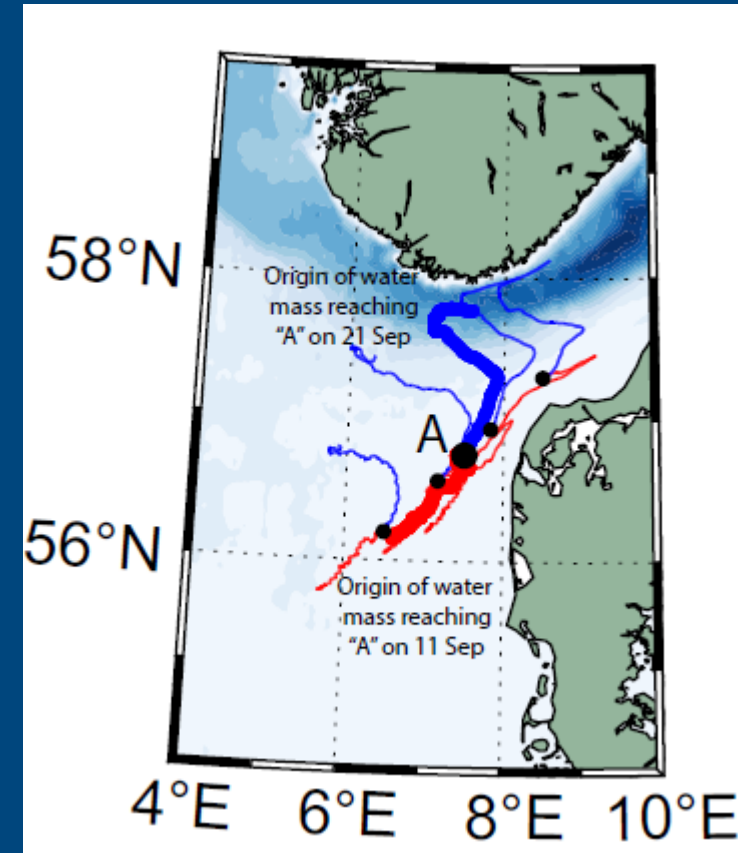 58°N
Origin of water
mass reaching
“A” on 21 Sep
A
56°N
Origin of water
mass reaching
“A” on 11 Sep
4°E 6°E 8°E 10°E